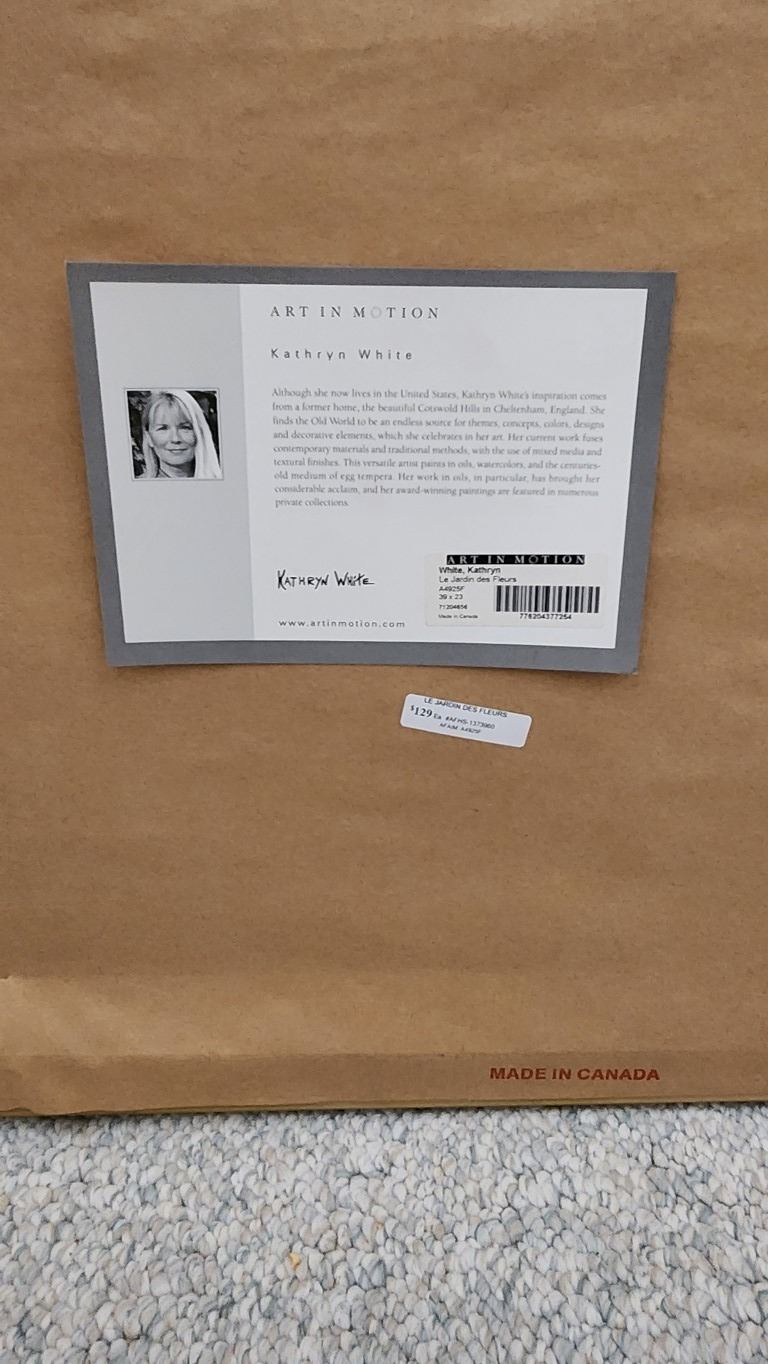 ART IN MOTION
Kathryn White
Although she now lives in the United States, Kathryn White's inspiration comes
from a former home, the beautiful Cotswold Hills in Cheltenham, England. She
finds the Old World to be an endless source for themes, concepts, colors, designs
and decorative elements, which she celebrates in her art. Her current work fuses
contemporary materials and traditional methods, with the use of mixed media and
textural finishes. This versatile artist paints in oils, watercolors, and the centuries-
old medium of egg tempera. Her work in oils, in particular, has brought her
considerable acclaim, and her award-winning paintings are featured in numerous
private collections.
KATHRYN WHITE
www.artinmotion.com
ART IN MOTION
White, Kathryn
Le Jardin des Fleurs
A4925F
39 x 23
71204656
Made in Canada
778204377254
LE JARDIN DES FLEURS
$129 Ea #AFHS-1373960
AFAIM A4925F
MADE IN CANADA